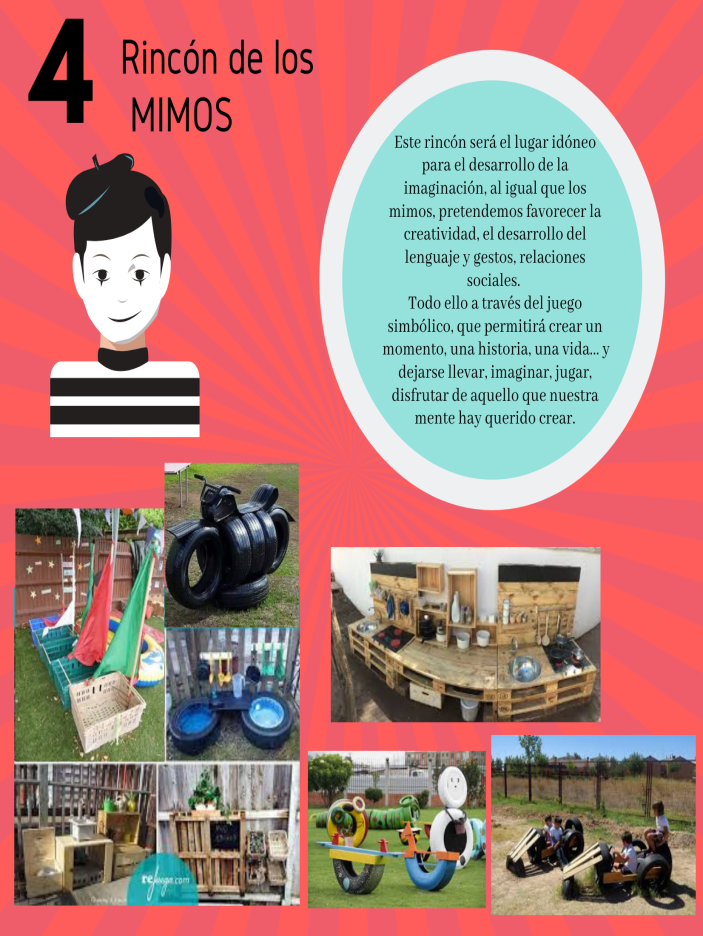 4
Rincón de los
MIMOS
Este rincón será el lugar idóneo
para el desarrollo de la
imaginación, al igual que los
mimos, pretendemos favorecer la
creatividad, el desarrollo del
lenguaje y gestos, relaciones
sociales.
Todo ello a través del juego
simbólico, que permitirá crear un
momento, una historia, una vida... y
dejarse llevar, imaginar, jugar,
disfrutar de aquello que nuestra
mente hay querido crear.